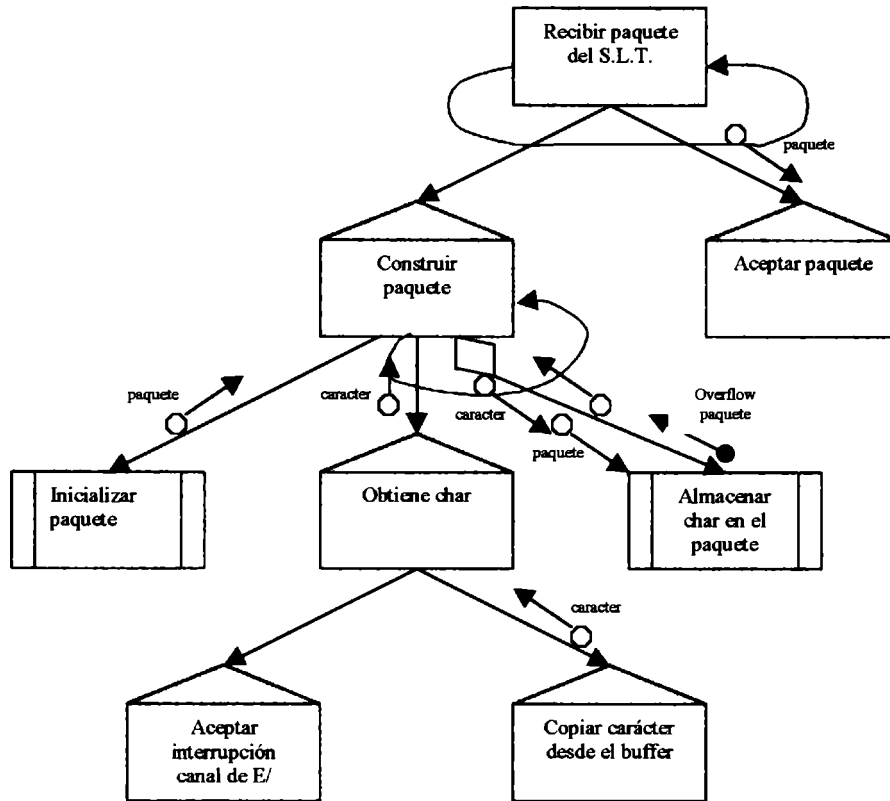 Recibir paquete
del S.L.T.
paquete
Construir
paquete
Aceptar paquete
paquete
caracter
caracter
paquete
Overflow
paquete
Inicializar
paquete
Obtiene char
Almacenar
char en el
paquete
caracter
Aceptar
interrupción
canal de E/
Copiar carácter
desde el buffer